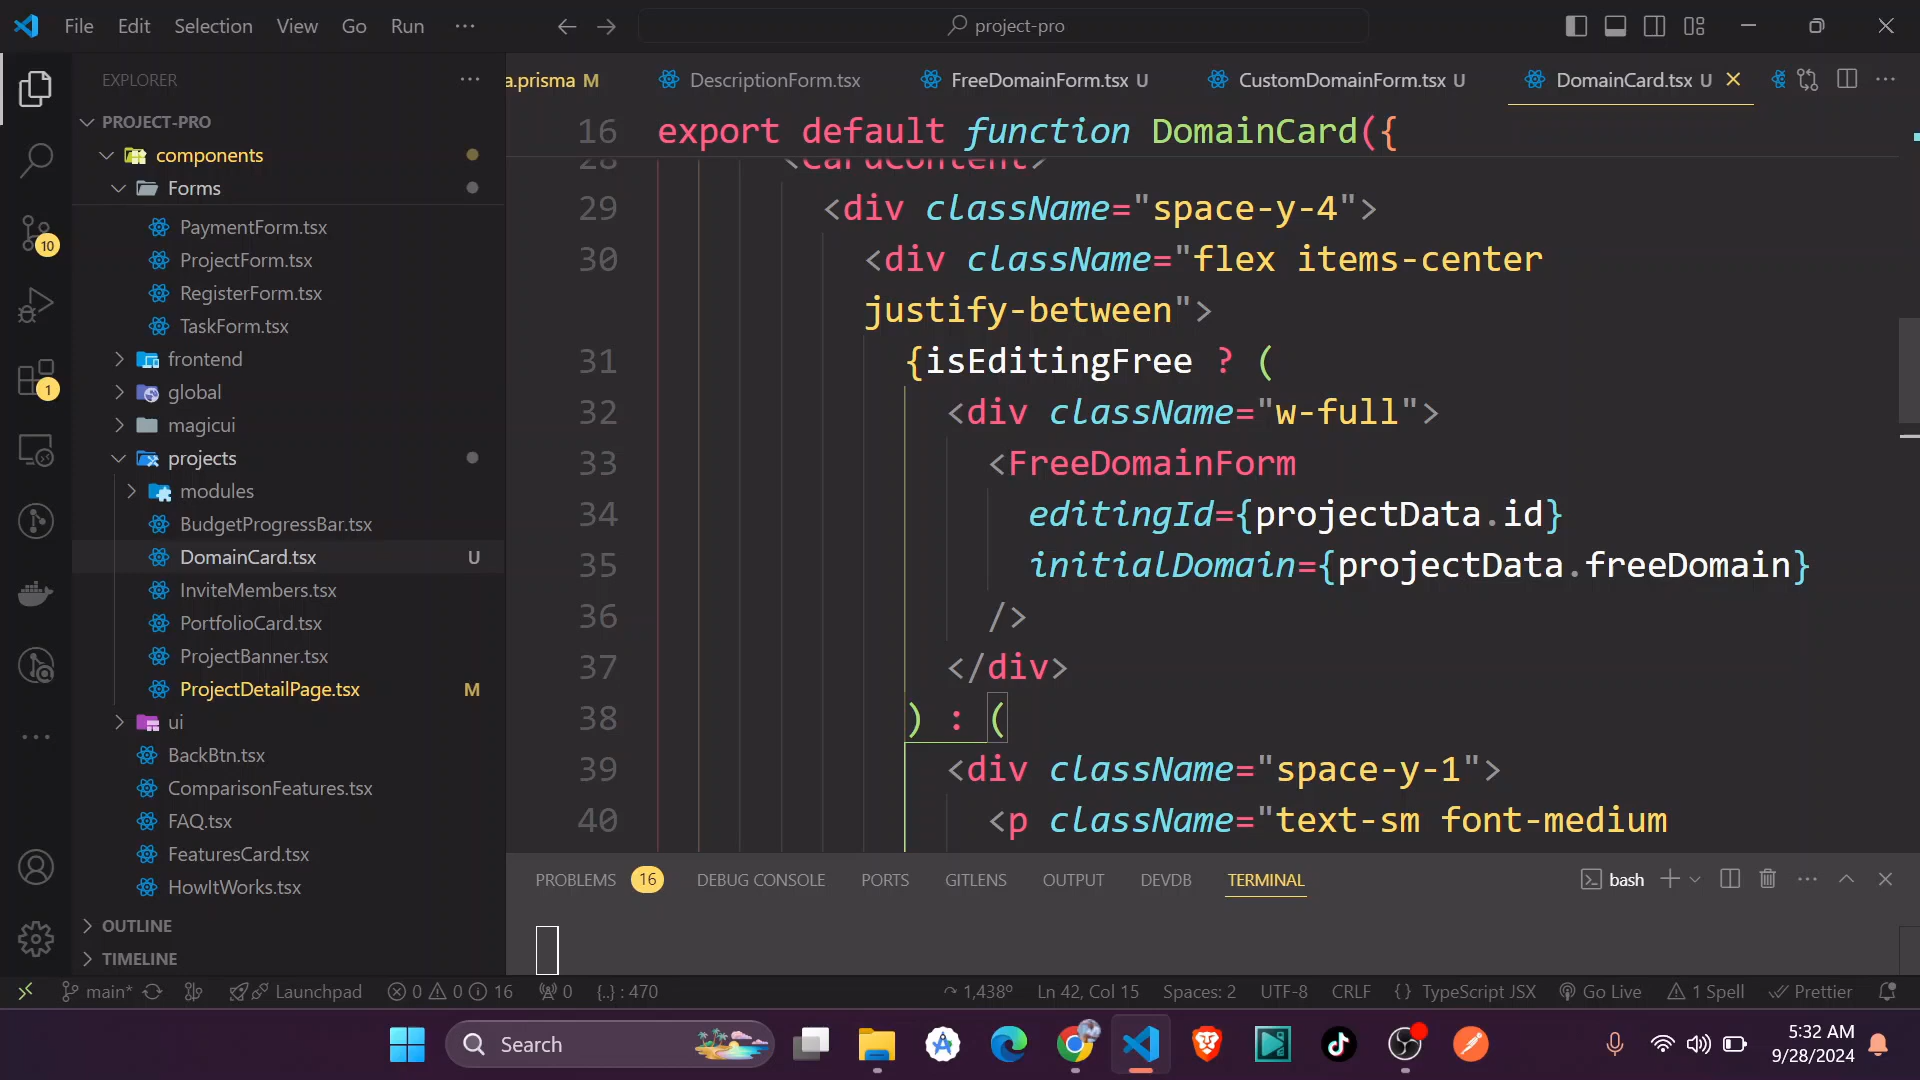 File Edit Selection View Go Run ··· project-pro
EXPLORER
PROJECT-PRO
components
Forms
PaymentForm.tsx
ProjectForm.tsx
RegisterForm.tsx
TaskForm.tsx
frontend
global
magicui
projects
modules
BudgetProgressBar.tsx
DomainCard.tsx U
InviteMembers.tsx
PortfolioCard.tsx
ProjectBanner.tsx
ProjectDetailPage.tsx M
ui
BackBtn.tsx
ComparisonFeatures.tsx
FAQ.tsx
FeaturesCard.tsx
HowItWorks.tsx
OUTLINE
TIMELINE
10
1
a.prisma M DescriptionForm.tsx FreeDomainForm.tsx U CustomDomainForm.tsx U DomainCard.tsx U
16 export default function DomainCard({
28 <CardContent>
29 <div className="space-y-4">
30 <div className="flex items-center
justify-between">
31 {isEditingFree ? (
32 <div className="w-full">
33 <FreeDomainForm
34 editingId={projectData.id}
35 initialDomain={projectData.freeDomain}
36 />
37 </div>
38 ) : (
39 <div className="space-y-1">
40 <p className="text-sm font-medium
PROBLEMS 16 DEBUG CONSOLE PORTS GITLENS OUTPUT DEVDB TERMINAL bash
main* Launchpad 0 0 16 0 {..} : 470 1,438° Ln 42, Col 15 Spaces: 2 UTF-8 CRLF {} TypeScript JSX Go Live 1 Spell Prettier
Search
5:32 AM
9/28/2024